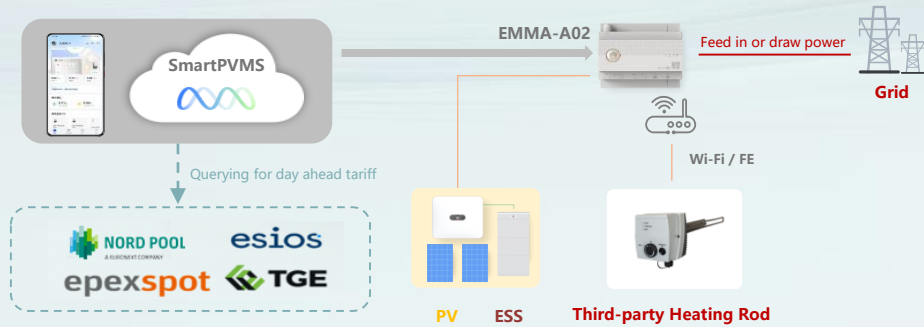 SmartPVMS
EMMA-A02
Feed in or draw power
Grid
Wi-Fi / FE
Querying for day ahead tariff
NORD POOL
A EURONEXT COMPANY
esios
epexspot
TGE
PV
ESS
Third-party Heating Rod